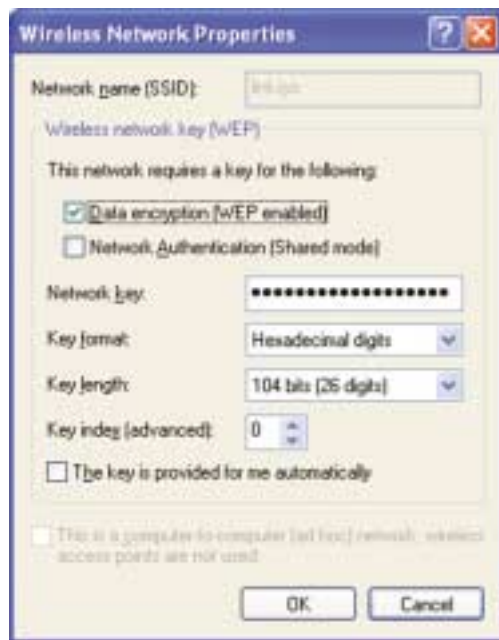 Wireless Network Properties
Network name (SSID):
Wireless network key (WEP)
This network requires a key for the following:
Data encryption (WEP enabled)
Network Authentication (Shared mode)
Network key:
Key format: Hexadecimal digits
Key length: 104 bits (26 digits)
Key index (advanced): 0
The key is provided for me automatically
This is a computer-to-computer (ad hoc) network; wireless
access points are not used
OK Cancel